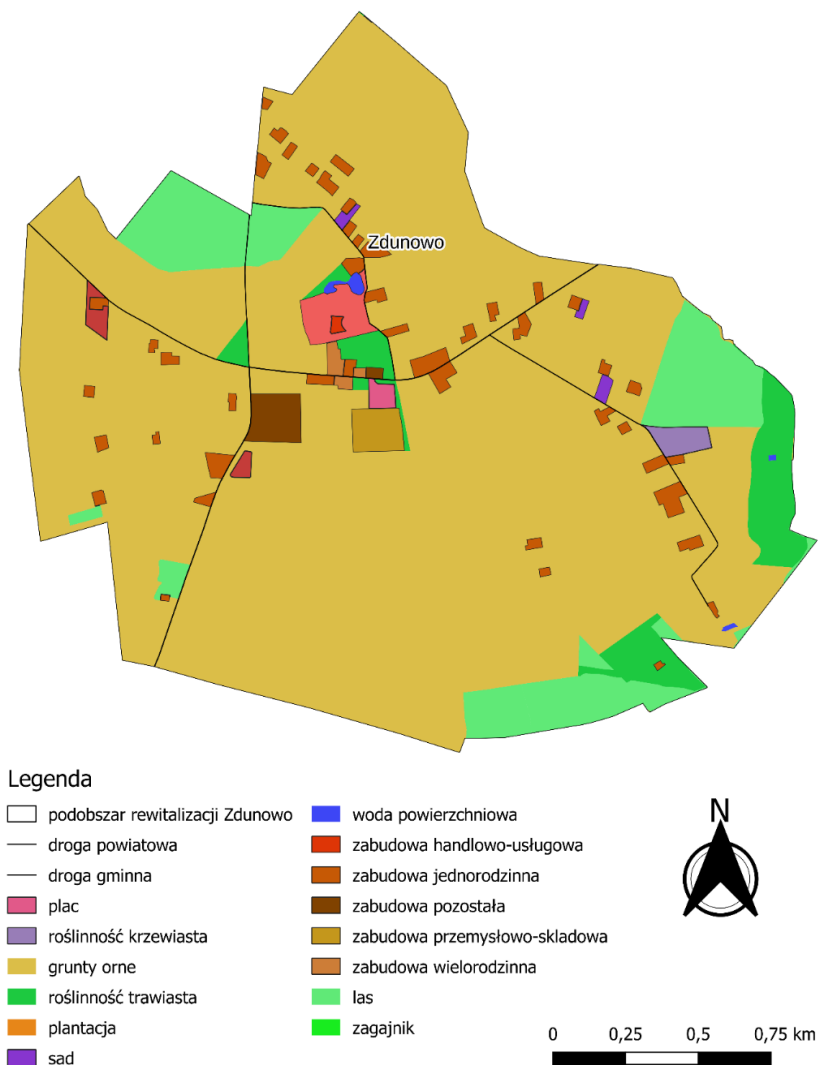 Zdunowo
Legenda
podobszar rewitalizacji Zdunowo
droga powiatowa
droga gminna
plac
roślinność krzewiasta
grunty orne
roślinność trawiasta
plantacja
sad
woda powierzchniowa
zabudowa handlowo-usługowa
zabudowa jednorodzinna
zabudowa pozostała
zabudowa przemysłowo-składowa
zabudowa wielorodzinna
las
zagajnik
N
0 0,25 0,5 0,75 km